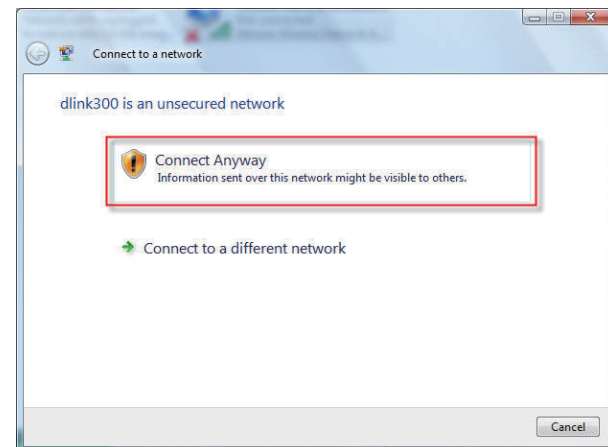 Connect to a network
dlink300 is an unsecured network
Connect Anyway
Information sent over this network might be visible to others.
Connect to a different network
Cancel